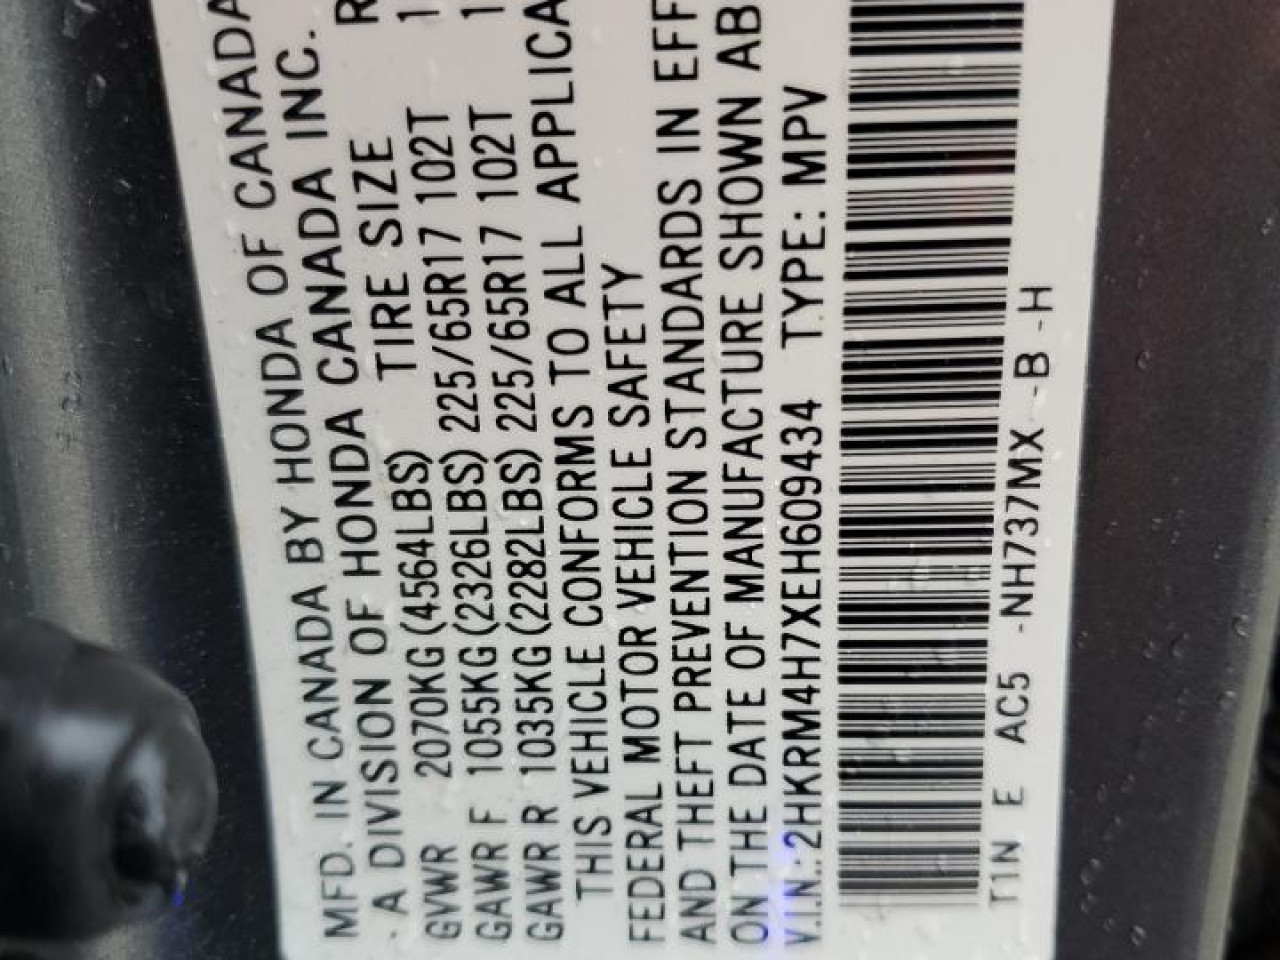 MFD. IN CANADA BY HONDA OF CANADA
· A DIVISION OF HONDA CANADA INC.
TIRE SIZE R
GVWR 2070KG (4564LBS)
GAWR F 1055KG (2326LBS) 225/65R17 102T 1
GAWR R 1035KG (2282LBS) 225/65R17 102T 1
THIS VEHICLE CONFORMS TO ALL APPLICA
FEDERAL MOTOR VEHICLE SAFETY
AND THEFT PREVENTION STANDARDS IN EFF
ON THE DATE OF MANUFACTURE SHOWN AB
V.I.N.: 2HKRM4H7XEH609434 TYPE: MPV
T1N E AC5 -NH737MX -B -H